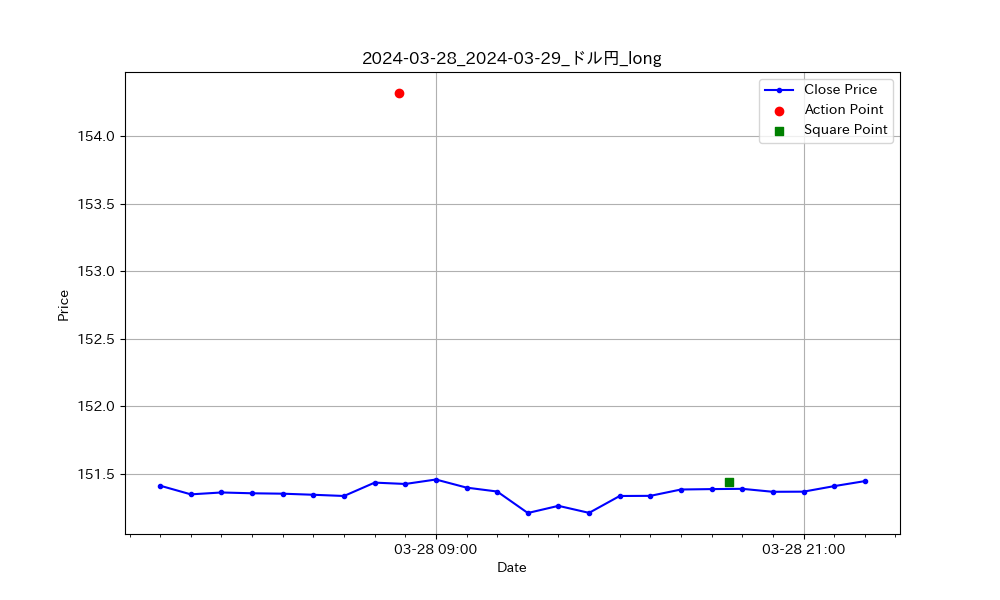 2024-03-28_2024-03-29_ドル円_long
Close Price
Action Point
Square Point
Price
154.0
153.5
153.0
152.5
152.0
151.5
03-28 09:00
03-28 21:00
Date